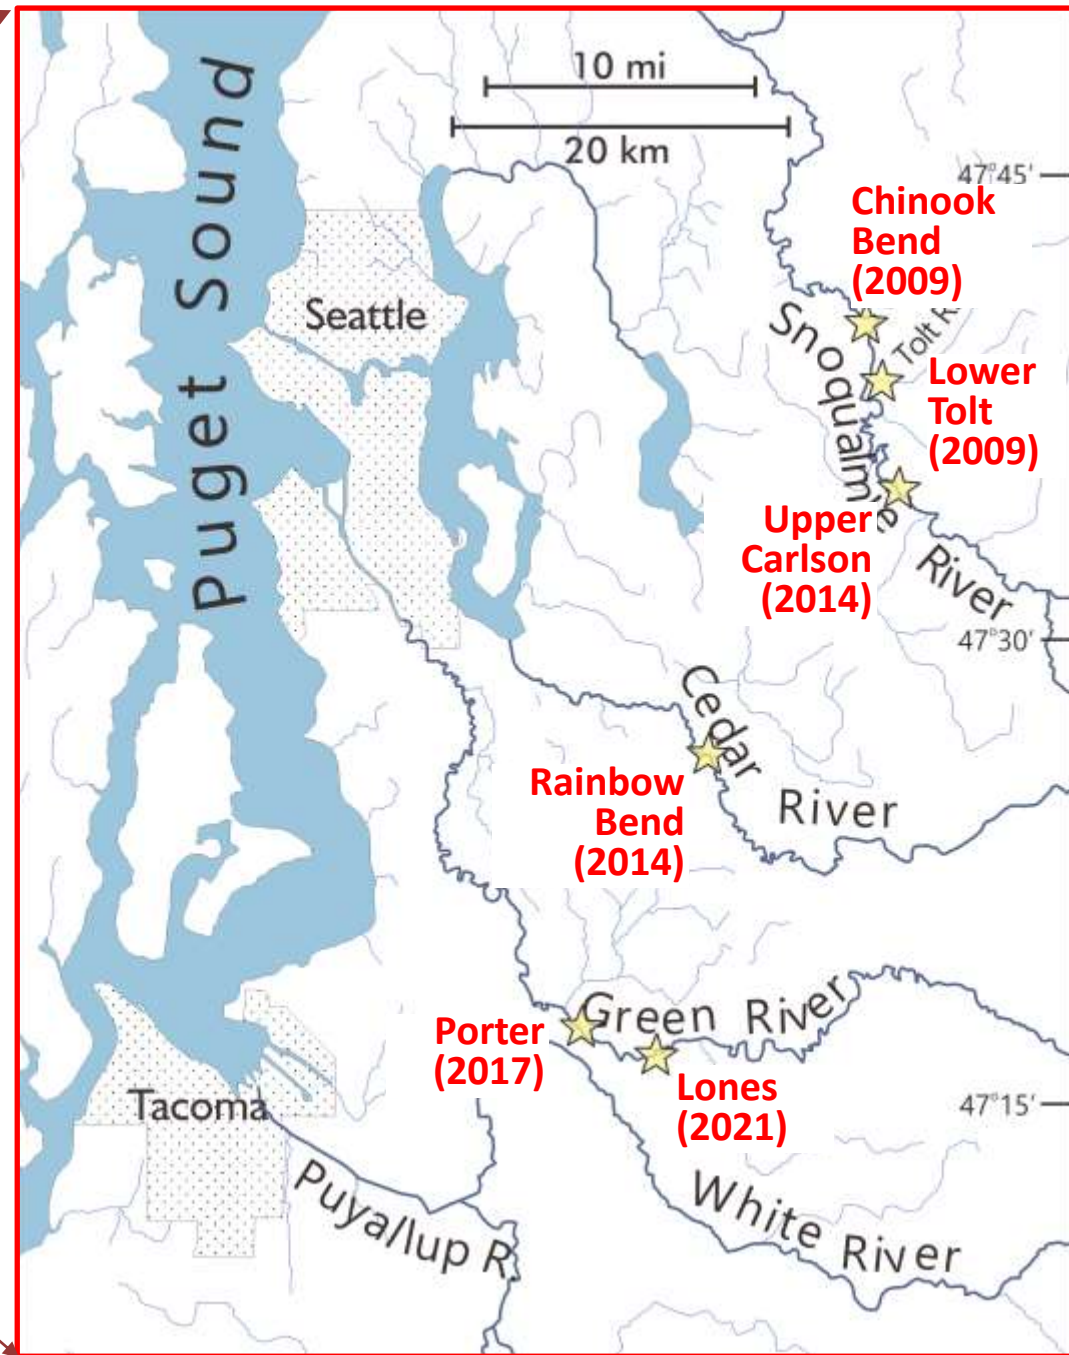 10 mi
20 km
47°45'
Puget Sound
Chinook
Bend
(2009)
Seattle
Snoqualmie
Tolt R
Lower
Tolt
(2009)
Upper
Carlson
(2014)
River
47°30'
Cedar
Rainbow
Bend
(2014)
River
Green River
Porter
(2017)
Lones
(2021)
47°15'
Tacoma
Puyallup R.
White River